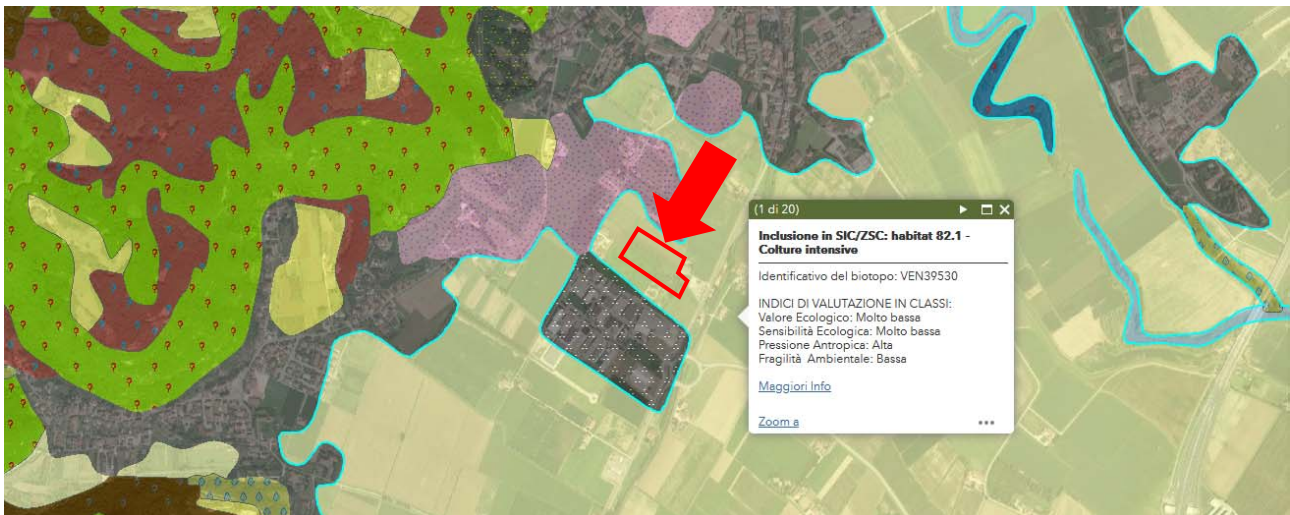 (1 di 20)
Inclusione in SIC/ZSC: habitat 82.1 -
Colture intensive
Identificativo del biotopo: VEN39530
INDICI DI VALUTAZIONE IN CLASSI:
Valore Ecologico: Molto bassa
Sensibilità Ecologica: Molto bassa
Pressione Antropica: Alta
Fragilità Ambientale: Bassa
Maggiori Info
Zoom a